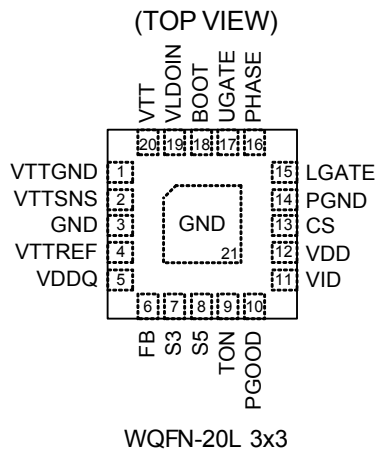 (TOP VIEW)
VTT
VLDOIN
BOOT
UGATE
PHASE
20 19 18 17 16
VTTGND 1
VTTSNS 2
GND 3
VTTREF 4
VDDQ 5
GND
21
15 LGATE
14 PGND
13 CS
12 VDD
11 VID
6 7 8 9 10
FB
S3
S5
TON
PGOOD
WQFN-20L 3x3